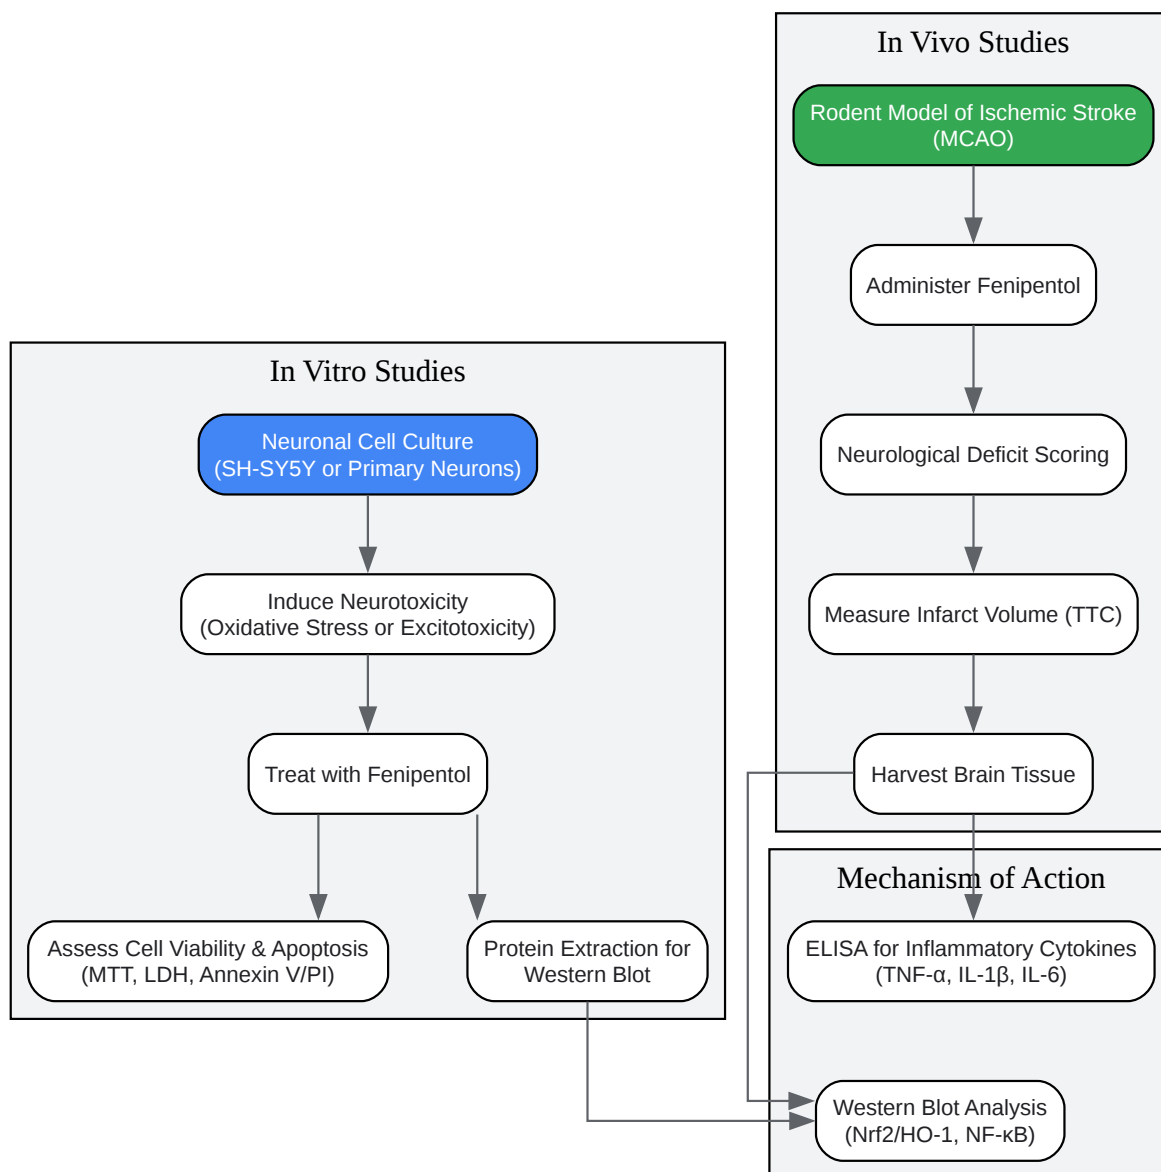 In Vivo Studies
Rodent Model of Ischemic Stroke
(MCAO)
Administer Fenipentol
Neurological Deficit Scoring
Measure Infarct Volume (TTC)
Harvest Brain Tissue
In Vitro Studies
Neuronal Cell Culture
(SH-SY5Y or Primary Neurons)
Induce Neurotoxicity
(Oxidative Stress or Excitotoxicity)
Treat with Fenipentol
Assess Cell Viability & Apoptosis
(MTT, LDH, Annexin V/PI)
Protein Extraction for
Western Blot
Mechanism of Action
ELISA for Inflammatory Cytokines
(TNF-α, IL-1β, IL-6)
Western Blot Analysis
(Nrf2/HO-1, NF-κB)